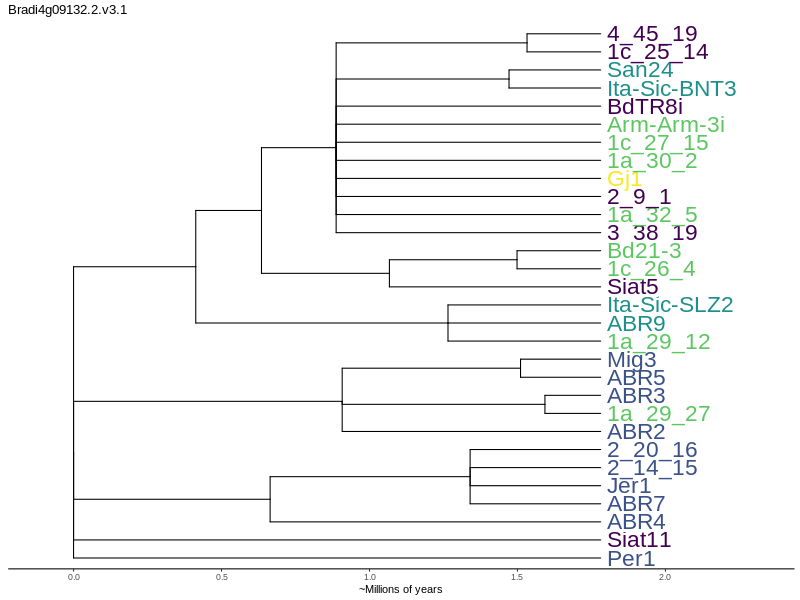 Bradi4g09132.2.v3.1
4_45_19
1c_25_14
San24
Ita-Sic-BNT3
BdTR8i
Arm-Arm-3i
1c_27_15
1a_30_2
Gj1
2_9_1
1a_32_5
3_38_19
Bd21-3
1c_26_4
Siat5
Ita-Sic-SLZ2
ABR9
1a_29_12
Mig3
ABR5
ABR3
1a_29_27
ABR2
2_20_16
2_14_15
Jer1
ABR7
ABR4
Siat11
Per1
0.0 0.5 1.0 1.5 2.0
~Millions of years